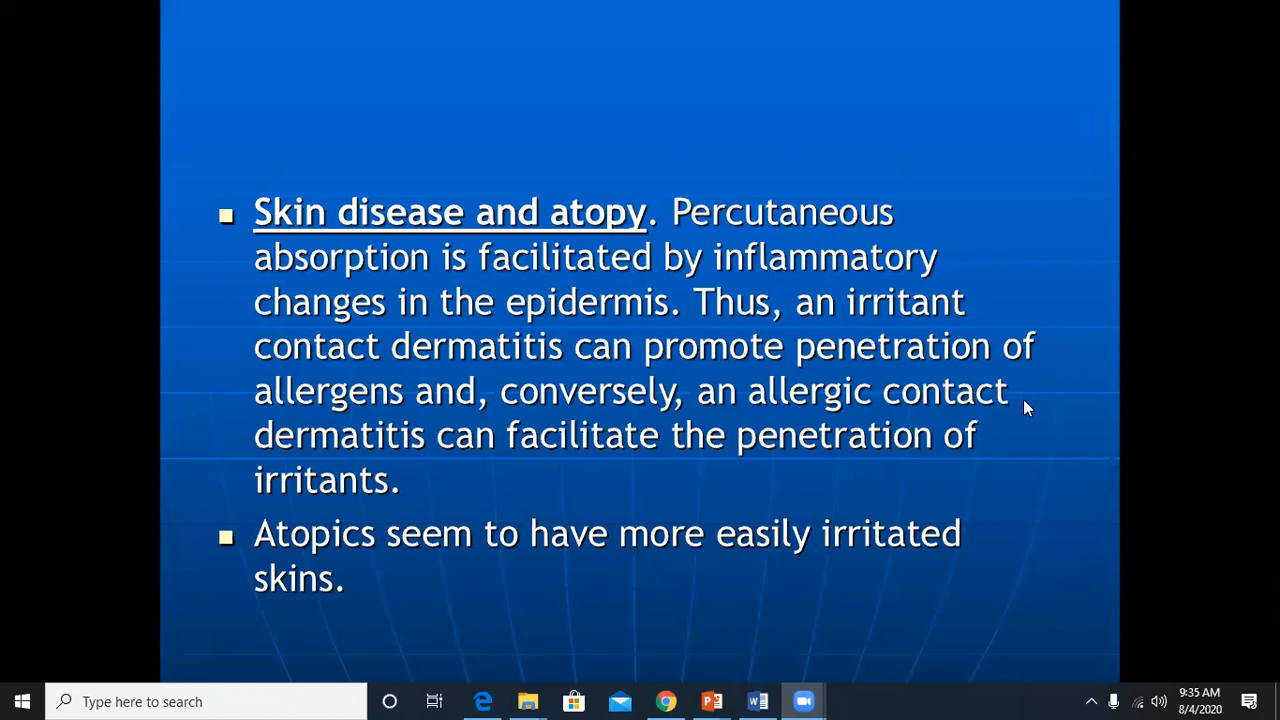 Skin disease and atopy. Percutaneous
absorption is facilitated by inflammatory
changes in the epidermis. Thus, an irritant
contact dermatitis can promote penetration of
allergens and, conversely, an allergic contact
dermatitis can facilitate the penetration of
irritants.
Atopics seem to have more easily irritated
skins.
Type here to search
9:35 AM
8/4/2020